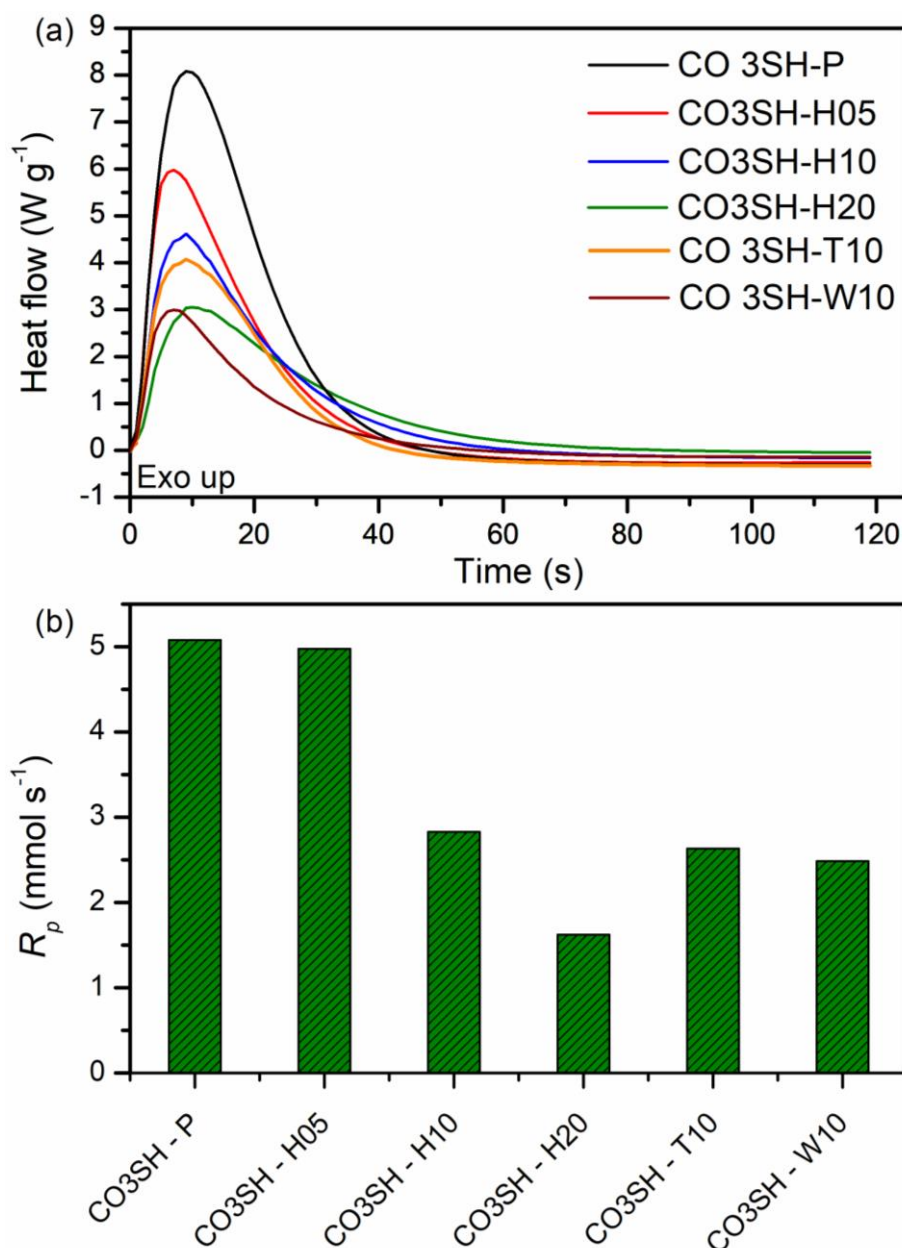 (a)
9
8
7
6
5
4
3
2
1
0
-1
Heat flow (W g⁻¹)
CO 3SH-P
CO3SH-H05
CO3SH-H10
CO3SH-H20
CO 3SH-T10
CO 3SH-W10
Exo up
0 20 40 60 80 100 120
Time (s)
(b)
5
4
3
2
1
0
Rₚ (mmol s⁻¹)
CO3SH - P
CO3SH - H05
CO3SH - H10
CO3SH - H20
CO3SH - T10
CO3SH - W10